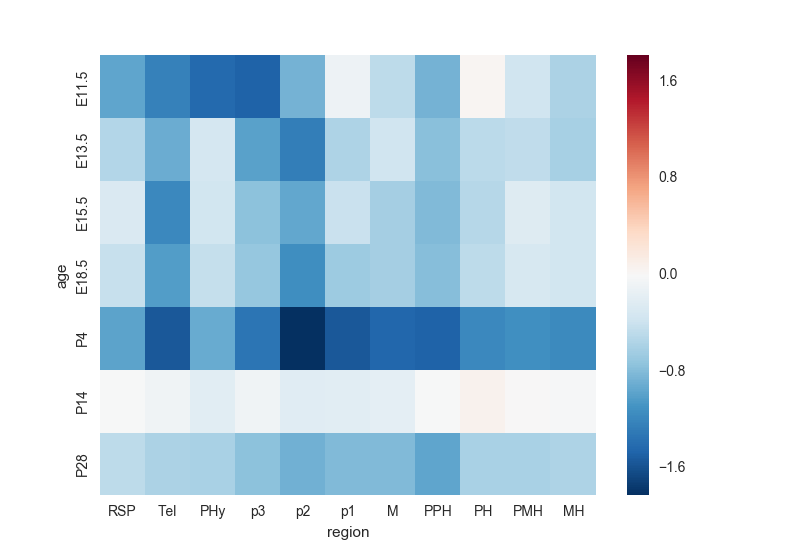 age
E11.5
E13.5
E15.5
E18.5
P4
P14
P28
RSP Tel PHy p3 p2 p1 M PPH PH PMH MH
region
1.6
0.8
0.0
−0.8
−1.6